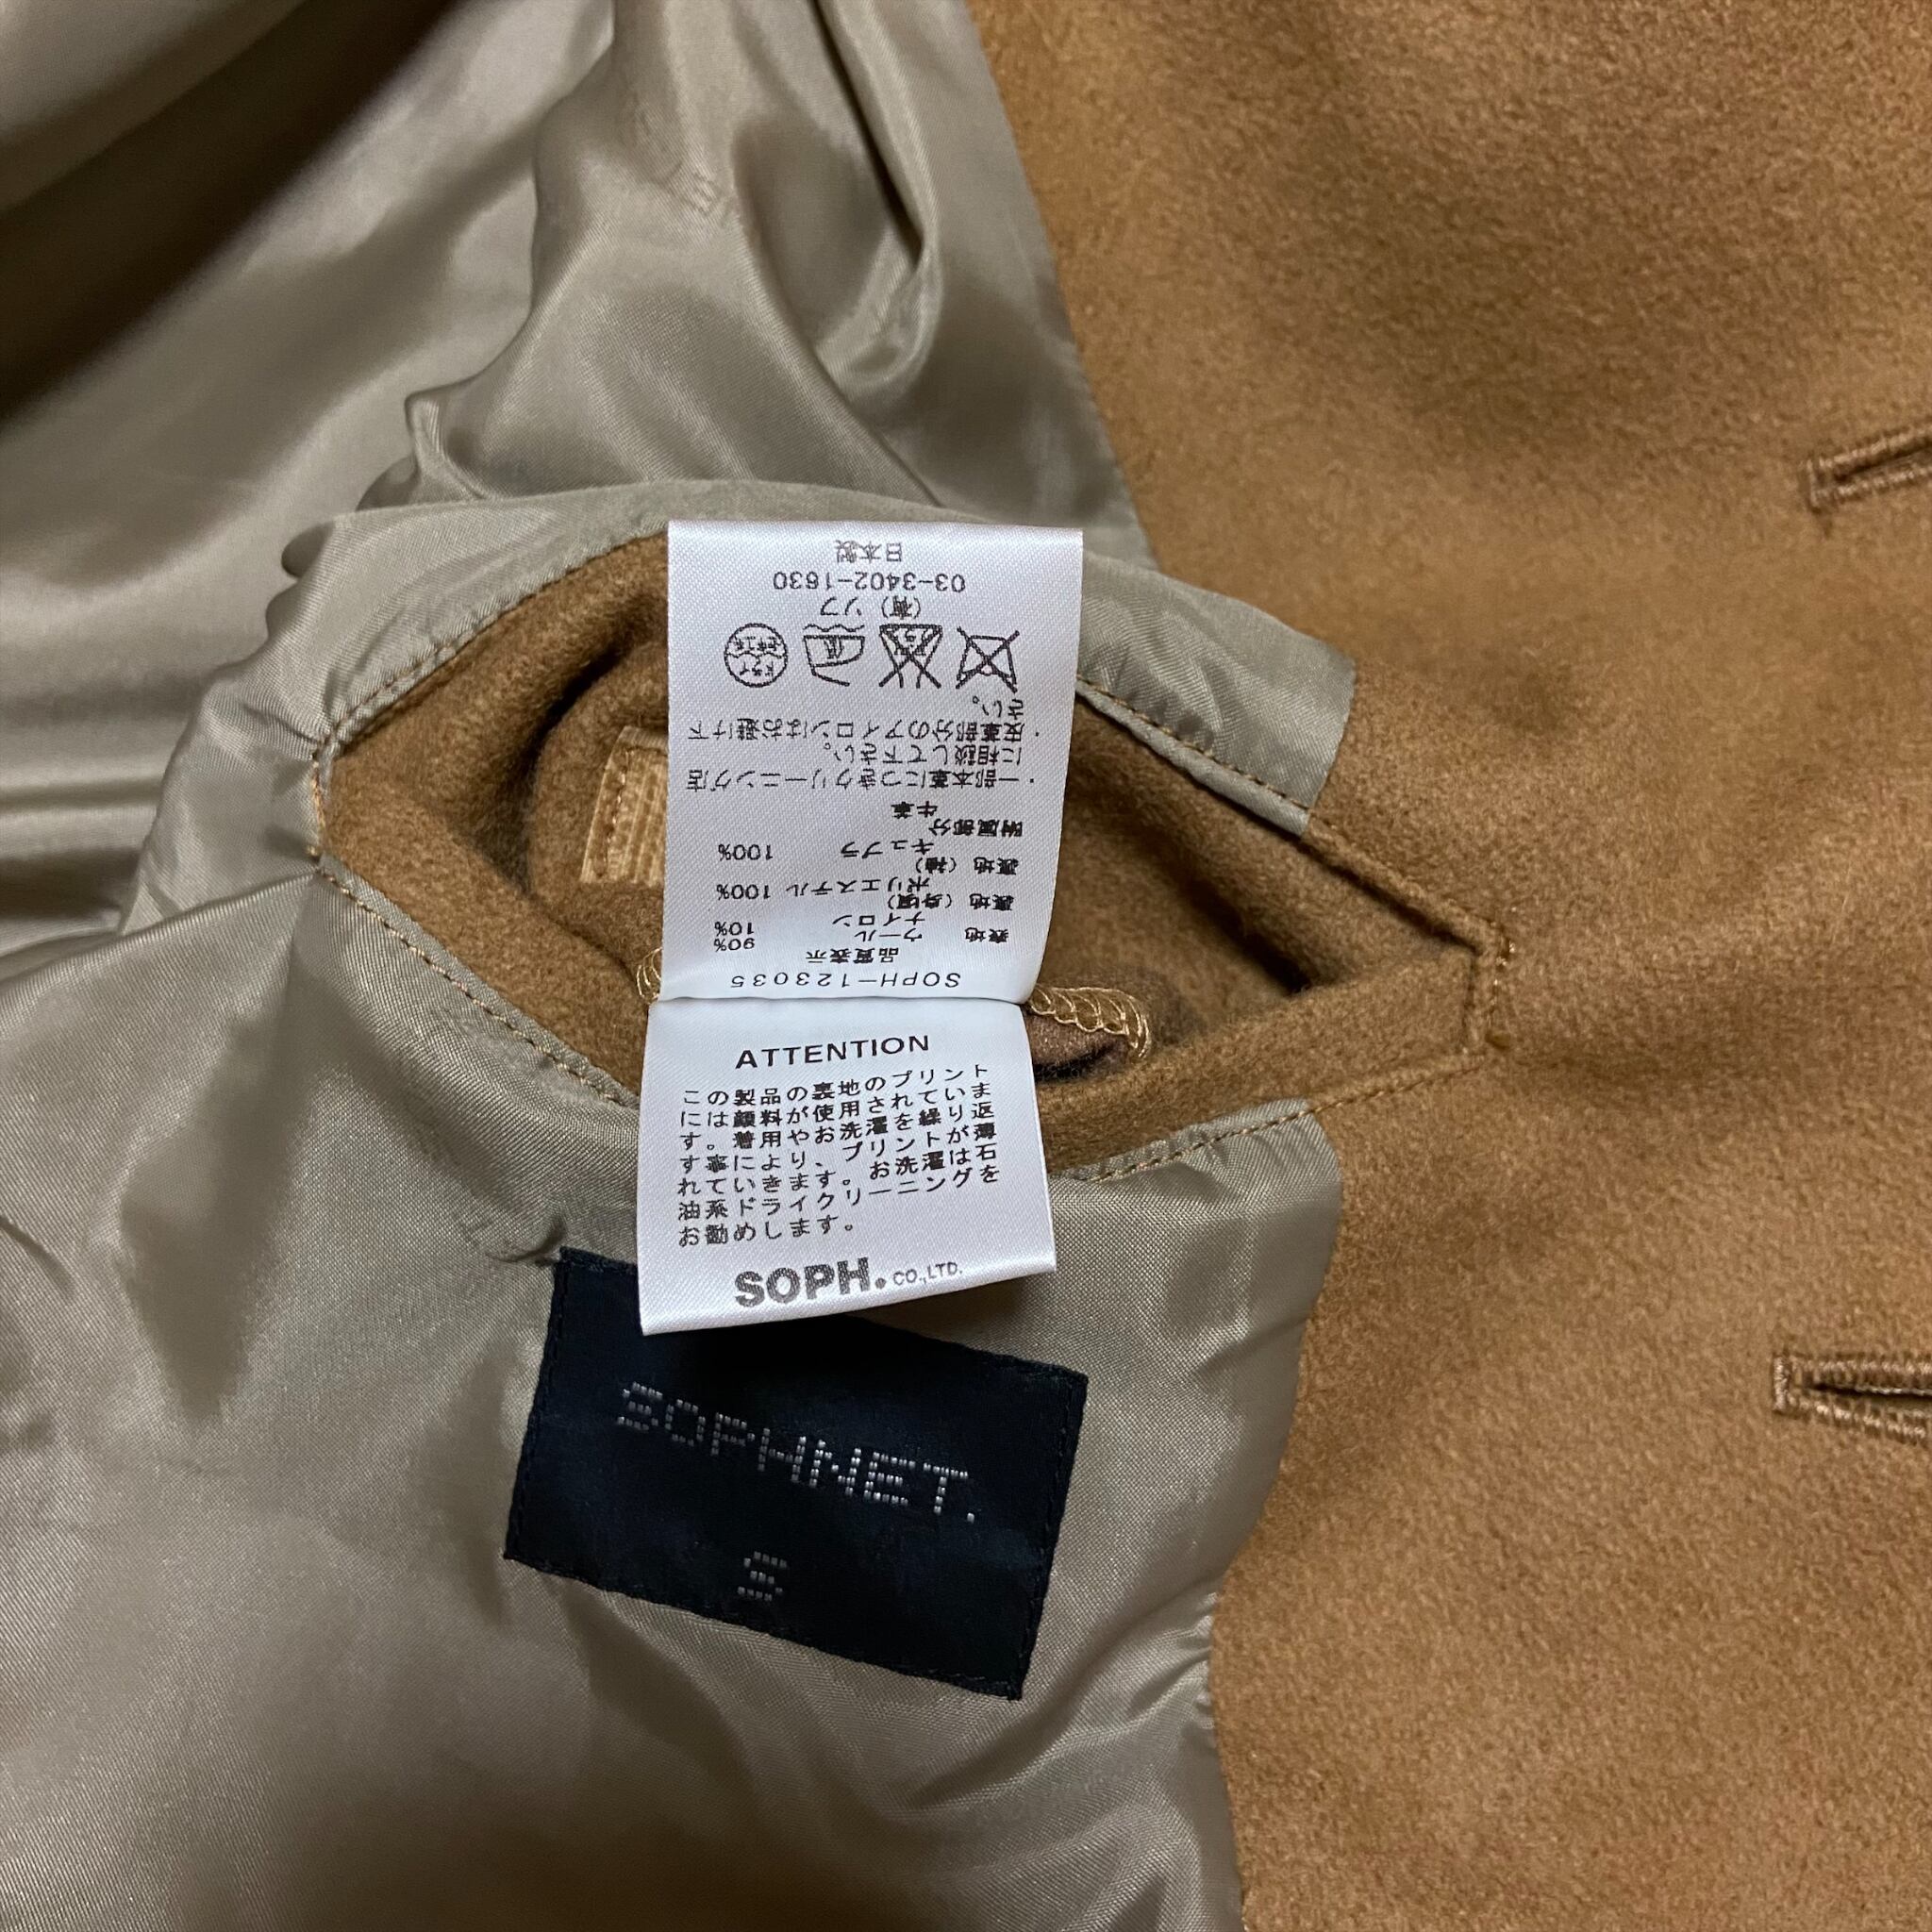 SOPH-123035
品質表示
表地 ウール 90%
ナイロン 10%
裏地(身頃)
ポリエステル 100%
裏地(袖)
キュプラ 100%
附属部分
牛革
・一部本革につきクリーニング店
に相談して下さい。
・皮革部分のアイロンはお避け下
さい。
ドライ
石油系
中
(有)ソフ
03-3402-1630
日本製
ATTENTION
この製品の裏地のプリント
には顔料が使用されていま
す。着用やお洗濯を繰り返
す事により、プリントが薄
れていきます。お洗濯は石
油系ドライクリーニングを
お勧めします。
SOPH. CO.,LTD.
SOPHNET.
S